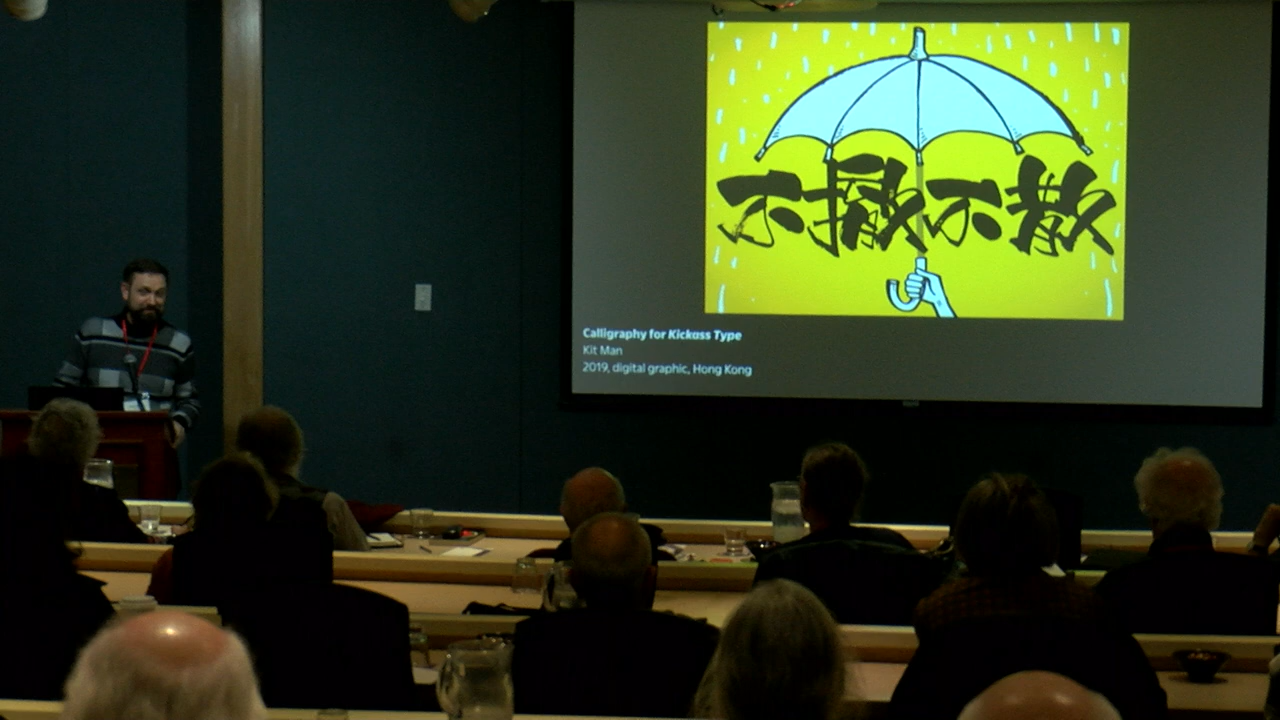 不撤不散
Calligraphy for Kickass Type
Kit Man
2019, digital graphic, Hong Kong